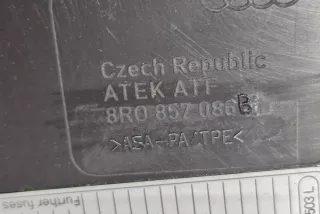 Czech Republic
ATEK ATF
8R0 857 086 B
>ASA-PA/TPE<
Further fuses
503 L